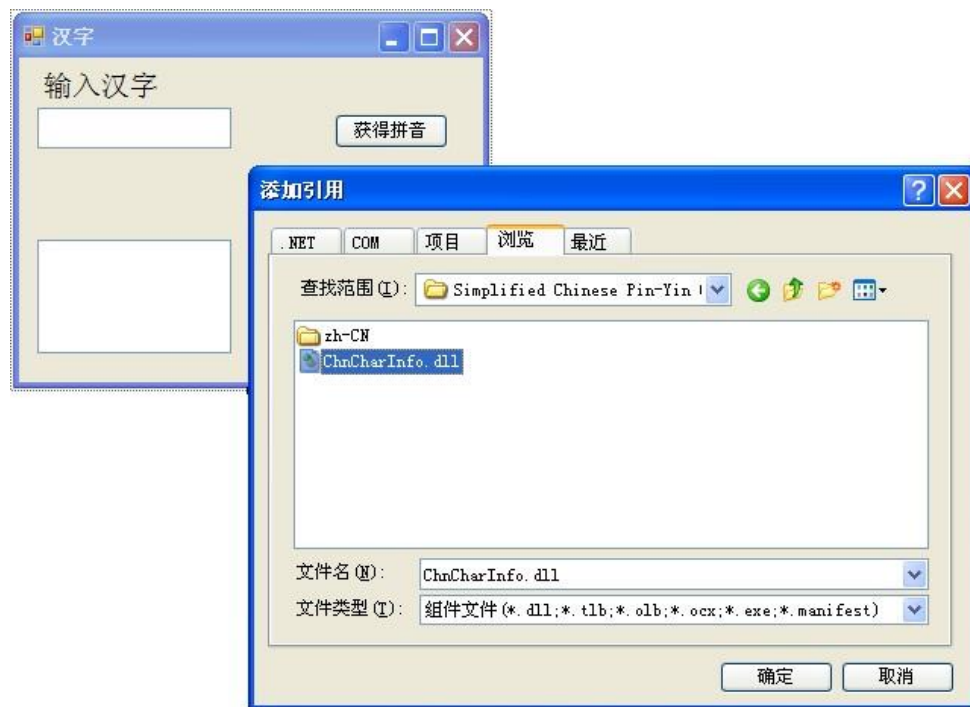 汉字
输入汉字
获得拼音
添加引用
.NET COM 项目 浏览 最近
查找范围(I): Simplified Chinese Pin-Yin
zh-CN
ChnCharInfo.dll
文件名(N): ChnCharInfo.dll
文件类型(T): 组件文件(*.dll;*.tlb;*.olb;*.ocx;*.exe;*.manifest)
确定 取消